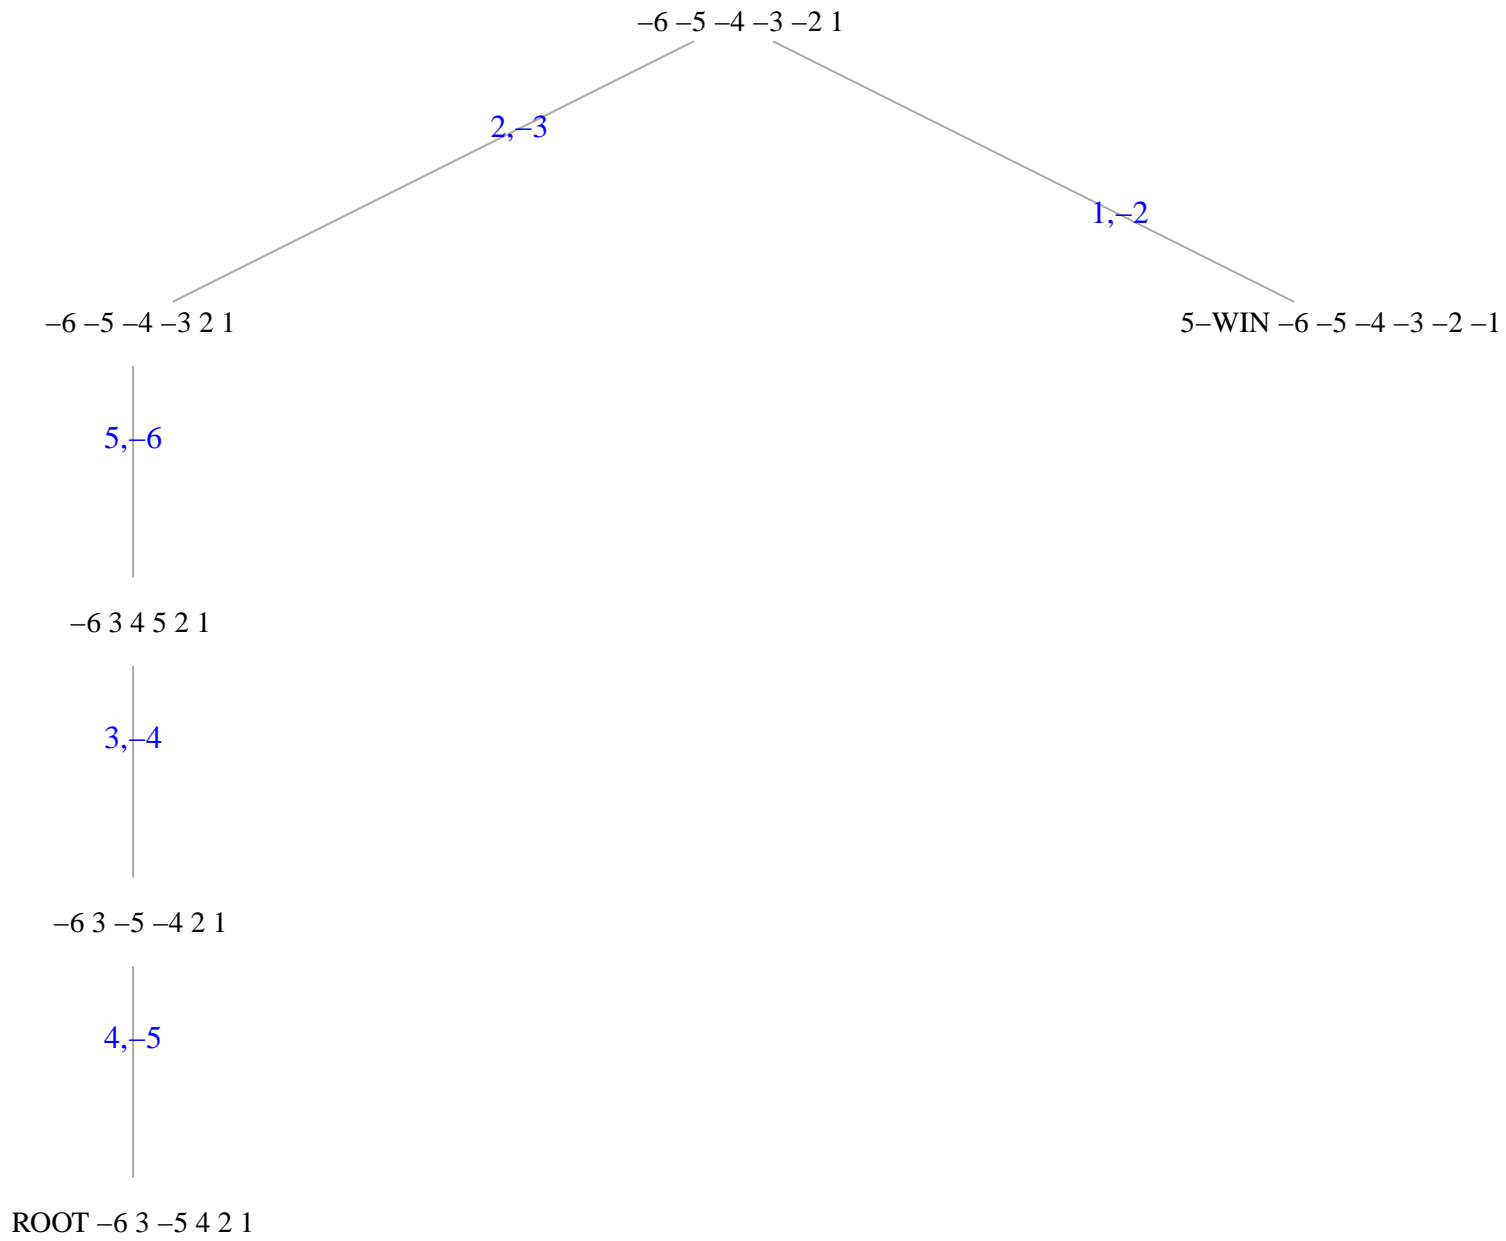 –6 –5 –4 –3 –2 1
2,–3
1,–2
–6 –5 –4 –3 2 1
5–WIN –6 –5 –4 –3 –2 –1
5,–6
–6 3 4 5 2 1
3,–4
–6 3 –5 –4 2 1
4,–5
ROOT –6 3 –5 4 2 1